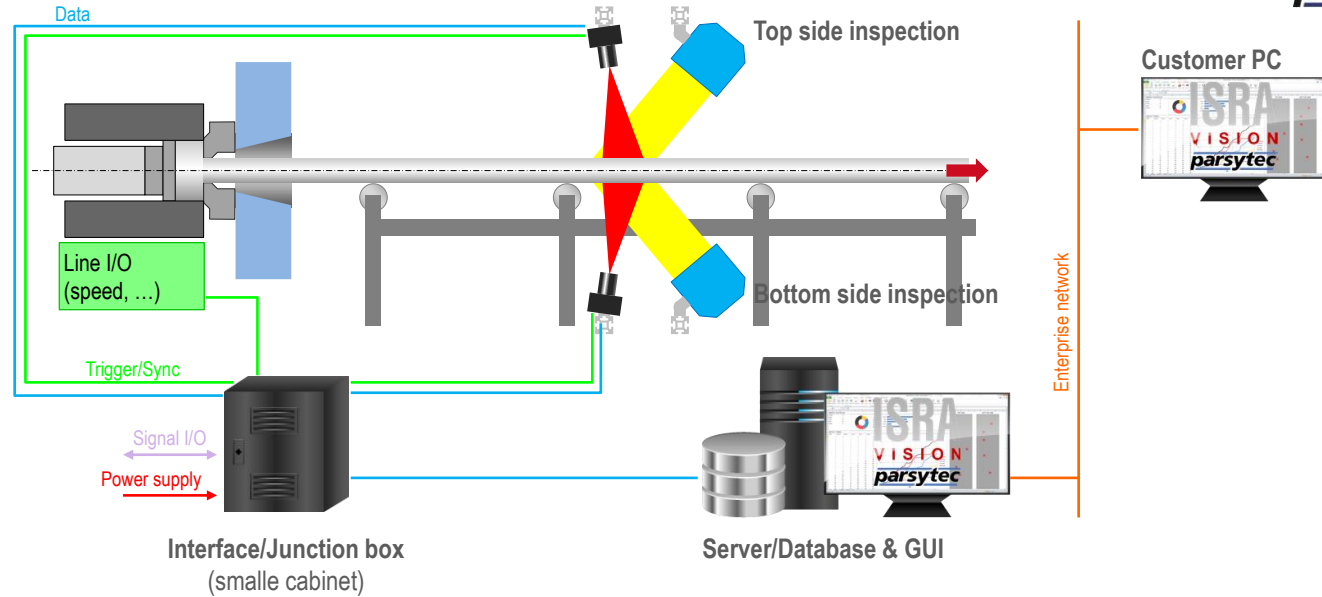 Data
Top side inspection
Customer PC
ISRA
VISION
parsytec
Line I/O
(speed, …)
Bottom side inspection
Enterprise network
Trigger/Sync
Signal I/O
Power supply
ISRA
VISION
parsytec
Interface/Junction box
(smalle cabinet)
Server/Database & GUI